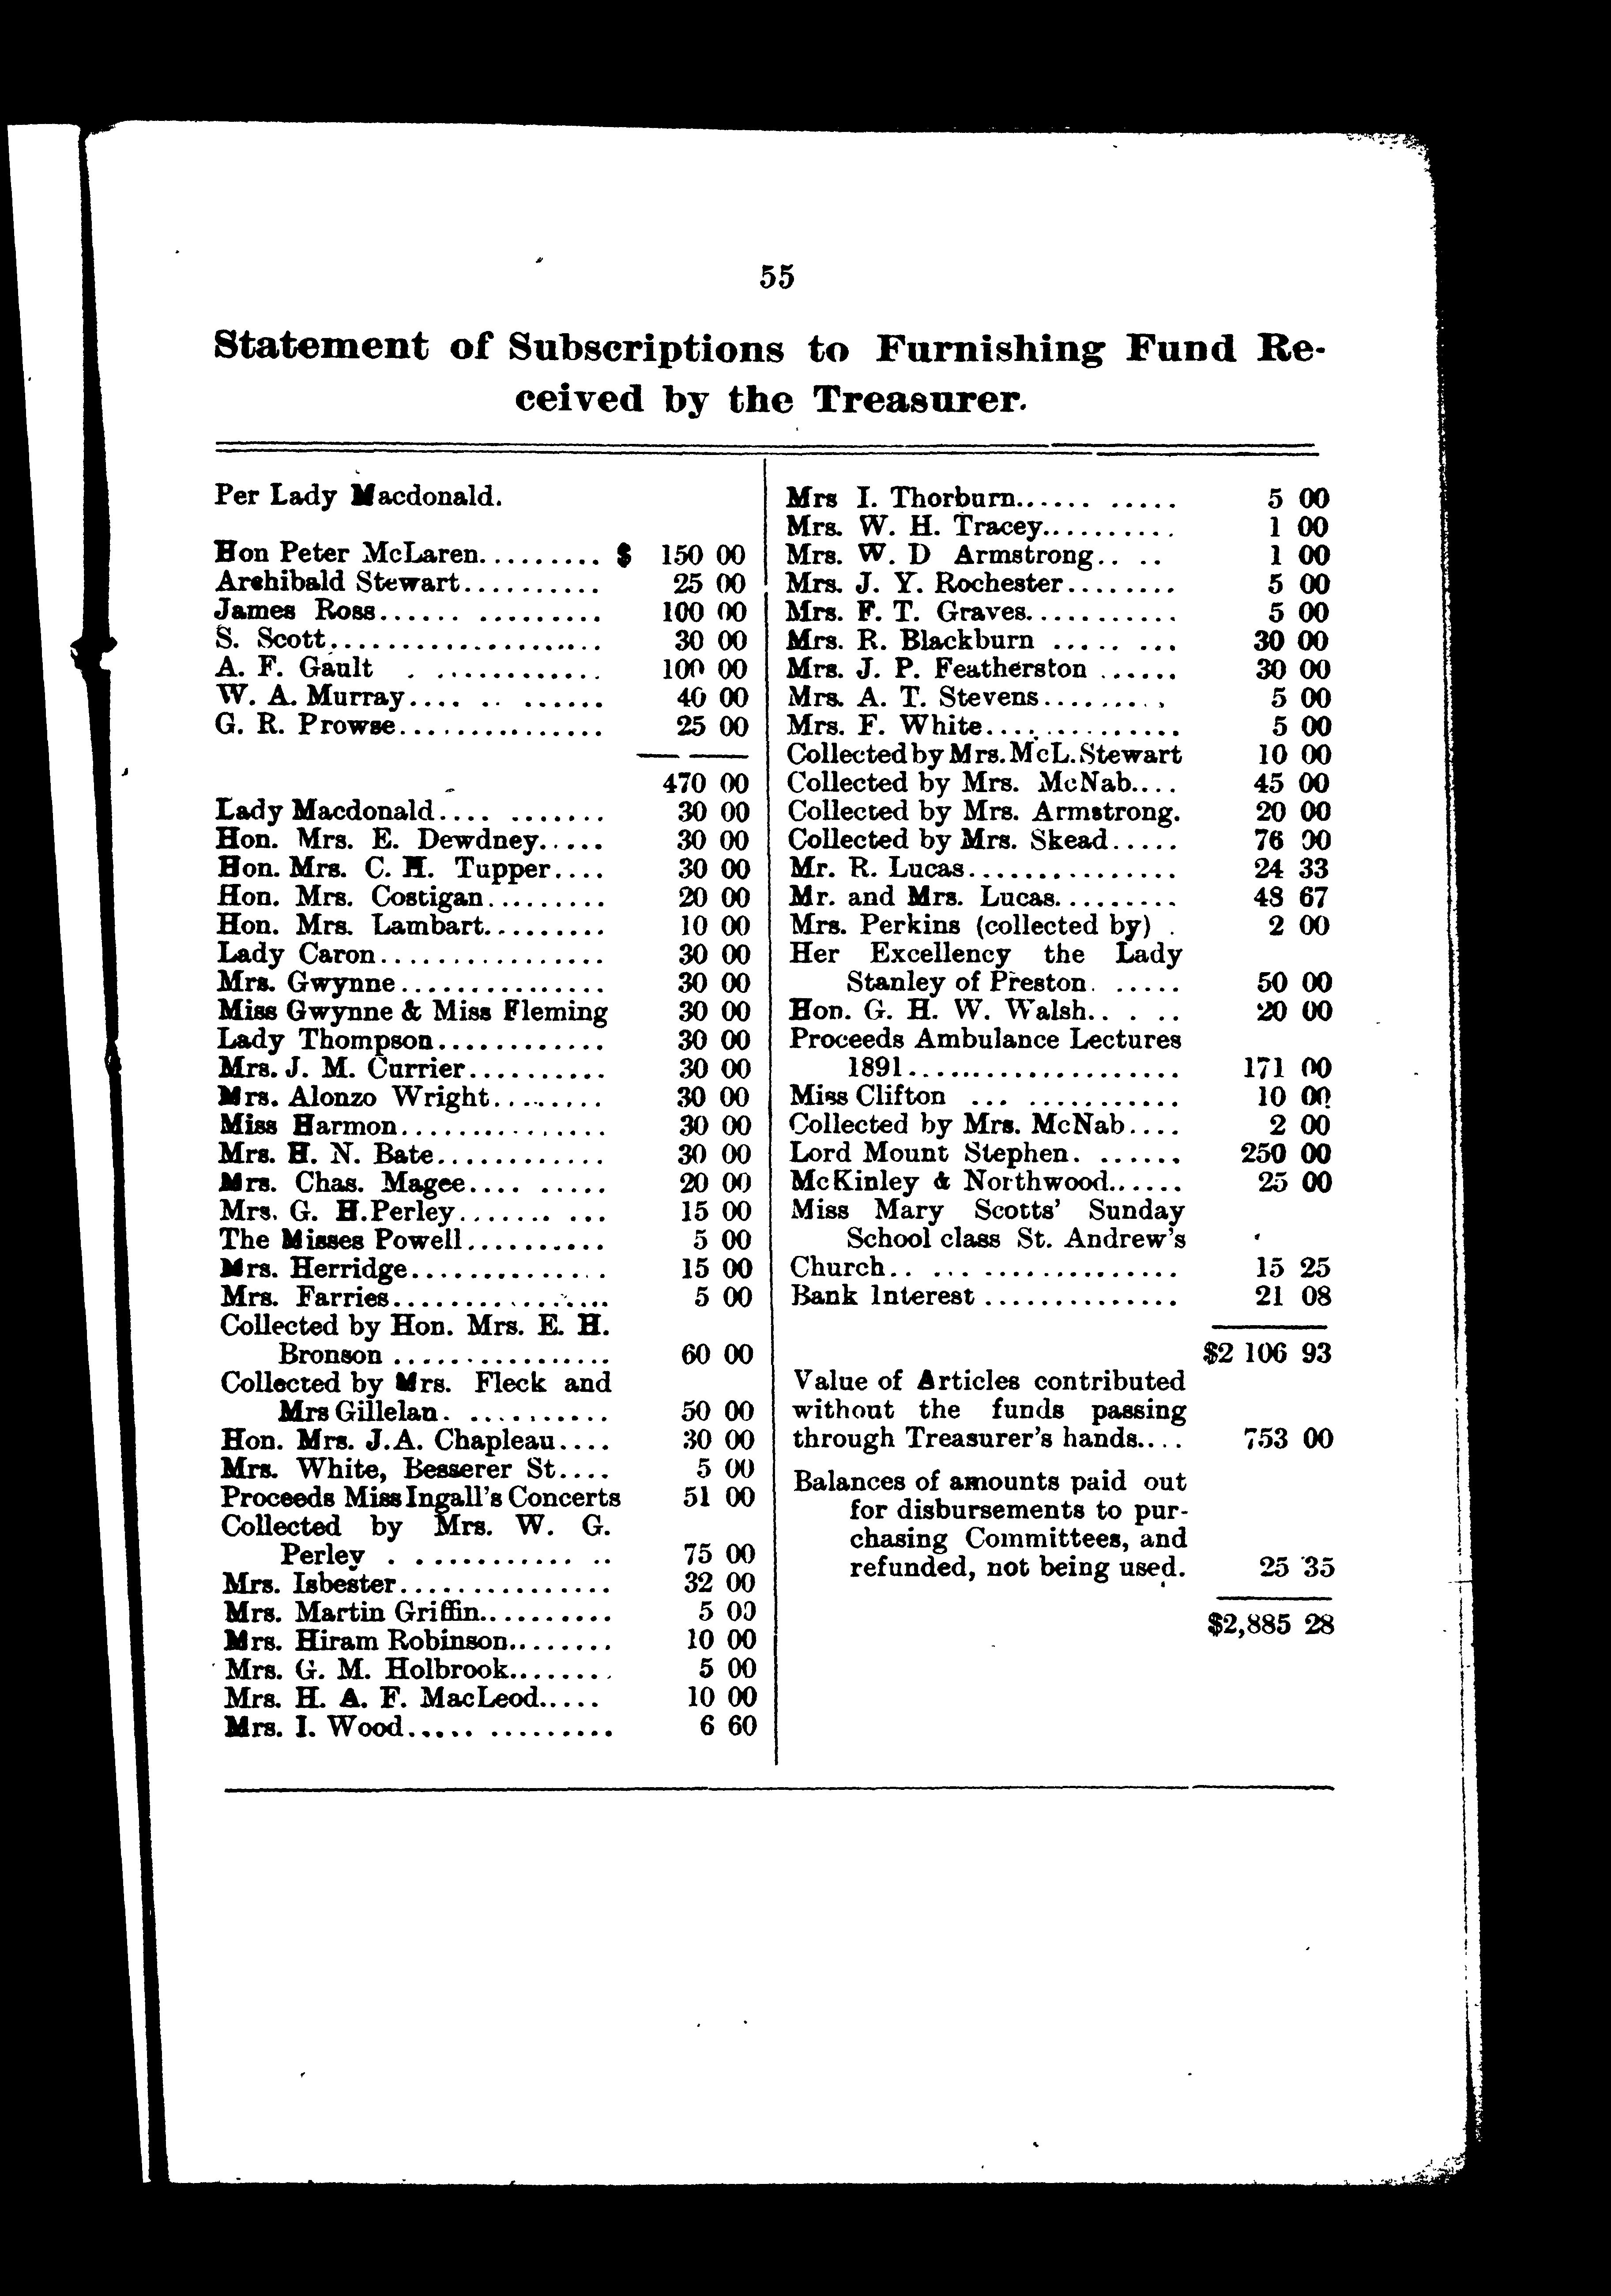 55
Statement of Subscriptions to Furnishing Fund Re-
ceived by the Treasurer.
Per Lady Macdonald.
Hon Peter McLaren.......... $ 150 00
Archibald Stewart.......... 25 00
James Ross...... ......... 100 00
S. Scott................... 30 00
A. F. Gault . ............ 100 00
W. A. Murray.... .. ...... 40 00
G. R. Prowse............... 25 00
470 00
Lady Macdonald.... ....... 30 00
Hon. Mrs. E. Dewdney..... 30 00
Hon. Mrs. C. H. Tupper.... 30 00
Hon. Mrs. Costigan......... 20 00
Hon. Mrs. Lambart......... 10 00
Lady Caron................ 30 00
Mrs. Gwynne............... 30 00
Miss Gwynne & Miss Fleming 30 00
Lady Thompson............ 30 00
Mrs. J. M. Currier.......... 30 00
Mrs. Alonzo Wright........ 30 00
Miss Harmon............... 30 00
Mrs. H. N. Bate............ 30 00
Mrs. Chas. Magee.... ..... 20 00
Mrs. G. H. Perley....... ... 15 00
The Misses Powell.......... 5 00
Mrs. Herridge.............. 15 00
Mrs. Farries................ 5 00
Collected by Hon. Mrs. E. H.
Bronson ................ 60 00
Collected by Mrs. Fleck and
Mrs Gillelan. .......... 50 00
Hon. Mrs. J.A. Chapleau.... 30 00
Mrs. White, Besserer St.... 5 00
Proceeds Miss Ingall's Concerts 51 00
Collected by Mrs. W. G.
Perley . ............ .. 75 00
Mrs. Isbester............... 32 00
Mrs. Martin Griffin.......... 5 00
Mrs. Hiram Robinson........ 10 00
Mrs. G. M. Holbrook........ 5 00
Mrs. H. A. F. MacLeod..... 10 00
Mrs. I. Wood..... ......... 6 60
Mrs I. Thorburn...... ..... 5 00
Mrs. W. H. Tracey.......... 1 00
Mrs. W. D Armstrong.. .. 1 00
Mrs. J. Y. Rochester........ 5 00
Mrs. F. T. Graves........... 5 00
Mrs. R. Blackburn ..... ... 30 00
Mrs. J. P. Featherston ...... 30 00
Mrs. A. T. Stevens......... 5 00
Mrs. F. White.............. 5 00
Collected by Mrs. McL. Stewart 10 00
Collected by Mrs. McNab.... 45 00
Collected by Mrs. Armstrong. 20 00
Collected by Mrs. Skead..... 76 00
Mr. R. Lucas............... 24 33
Mr. and Mrs. Lucas......... 48 67
Mrs. Perkins (collected by) . 2 00
Her Excellency the Lady
Stanley of Preston. ..... 50 00
Hon. G. H. W. Walsh.. . .. 20 00
Proceeds Ambulance Lectures
1891.................... 171 00
Miss Clifton ... ........... 10 00
Collected by Mrs. McNab.... 2 00
Lord Mount Stephen. ...... 250 00
McKinley & Northwood...... 25 00
Miss Mary Scotts' Sunday
School class St. Andrew's
Church.. ... .............. 15 25
Bank Interest .............. 21 08
$2 106 93
Value of Articles contributed
without the funds passing
through Treasurer's hands.... 753 00
Balances of amounts paid out
for disbursements to pur-
chasing Committees, and
refunded, not being used. 25 35
$2,885 28